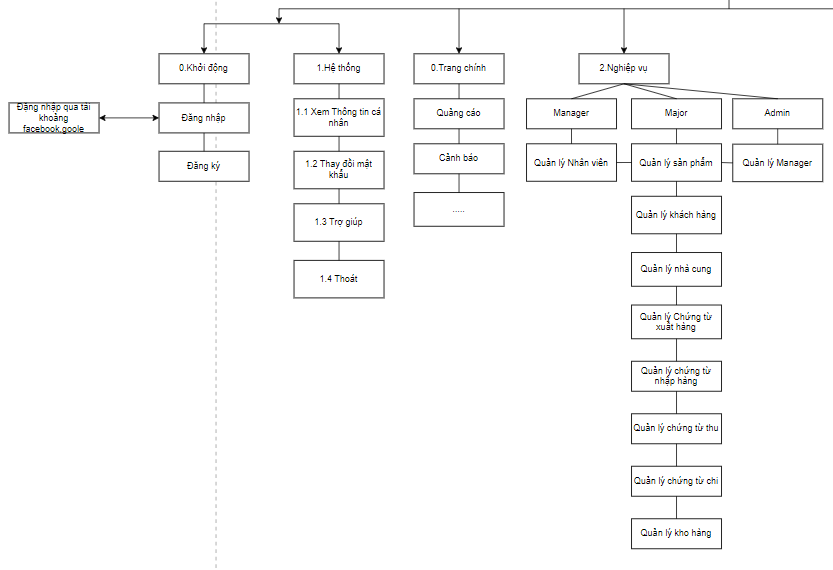 0.Khởi động
1.Hệ thống
0.Trang chính
2.Nghiệp vụ
Đăng nhập qua tài
khoảng
facebook.goole
Đăng nhập
Đăng ký
1.1 Xem Thông tin cá
nhân
1.2 Thay đổi mật
khẩu
1.3 Trợ giúp
1.4 Thoát
Quảng cáo
Cảnh báo
.....
Manager
Major
Admin
Quản lý Nhân viên
Quản lý sản phẩm
Quản lý Manager
Quản lý khách hàng
Quản lý nhà cung
Quản lý Chứng từ
xuất hàng
Quản lý chứng từ
nhập hàng
Quản lý chứng từ thu
Quản lý chứng từ chi
Quản lý kho hàng